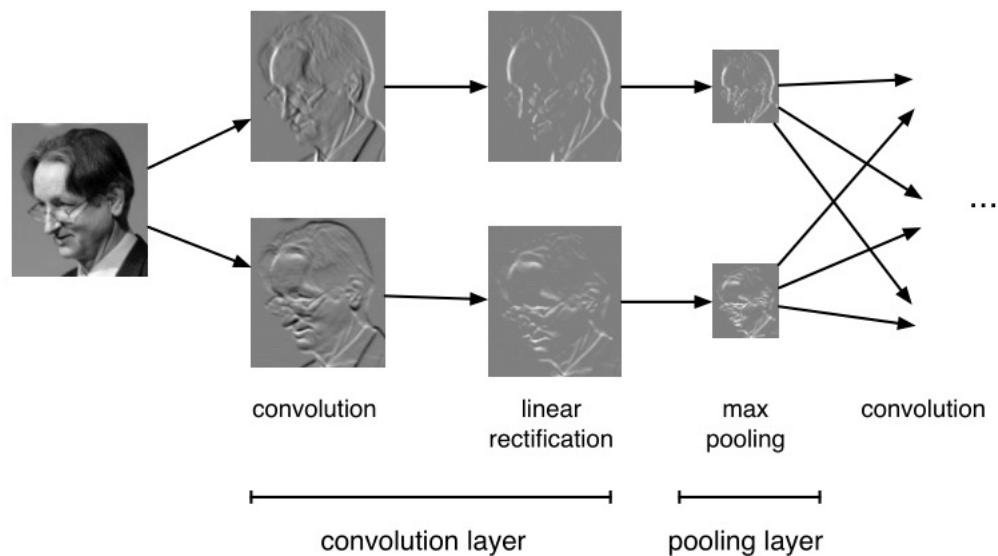 ...
convolution
linear
rectification
max
pooling
convolution
convolution layer
pooling layer